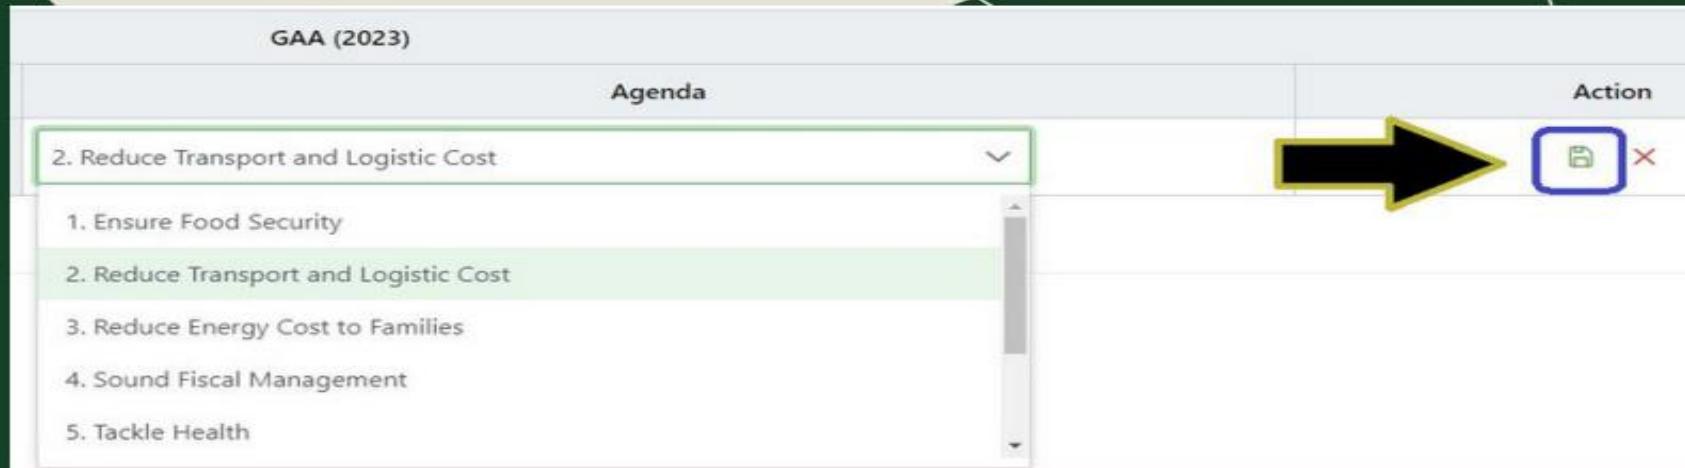 GAA (2023)
Agenda
Action
2. Reduce Transport and Logistic Cost
1. Ensure Food Security
2. Reduce Transport and Logistic Cost
3. Reduce Energy Cost to Families
4. Sound Fiscal Management
5. Tackle Health